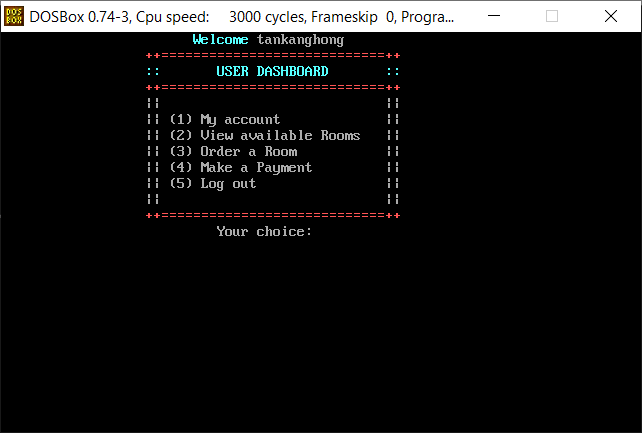 DOSBox 0.74-3, Cpu speed: 3000 cycles, Frameskip 0, Progra...
Welcome tankanghong
++============================++
:: USER DASHBOARD ::
++============================++
|| ||
|| (1) My account ||
|| (2) View available Rooms ||
|| (3) Order a Room ||
|| (4) Make a Payment ||
|| (5) Log out ||
|| ||
++============================++
Your choice: